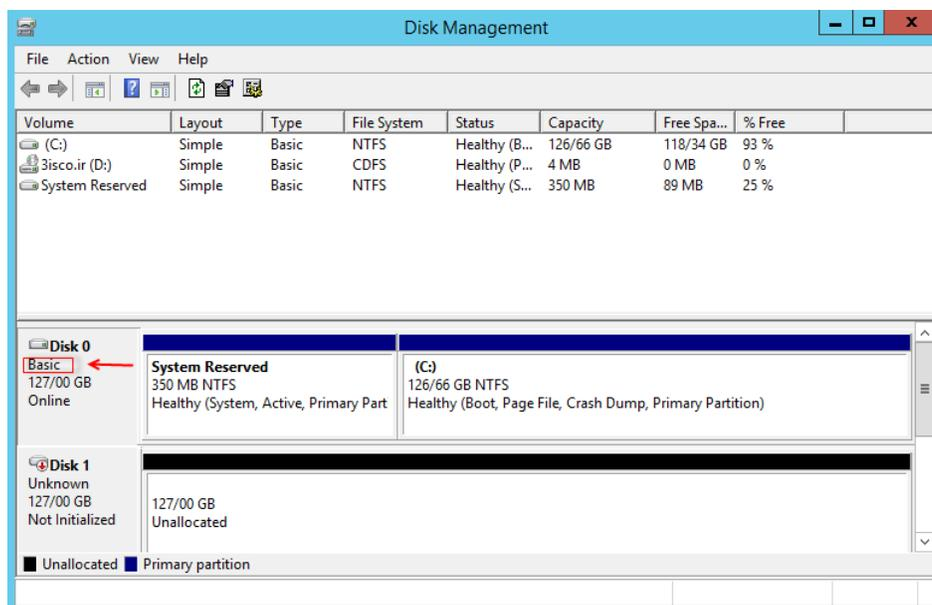 Disk Management
File Action View Help
Volume Layout Type File System Status Capacity Free Spa... % Free
(C:) Simple Basic NTFS Healthy (B... 126/66 GB 118/34 GB 93 %
3isco.ir (D:) Simple Basic CDFS Healthy (P... 4 MB 0 MB 0 %
System Reserved Simple Basic NTFS Healthy (S... 350 MB 89 MB 25 %
Disk 0
Basic
127/00 GB
Online
System Reserved
350 MB NTFS
Healthy (System, Active, Primary Part
(C:)
126/66 GB NTFS
Healthy (Boot, Page File, Crash Dump, Primary Partition)
Disk 1
Unknown
127/00 GB
Not Initialized
127/00 GB
Unallocated
Unallocated Primary partition